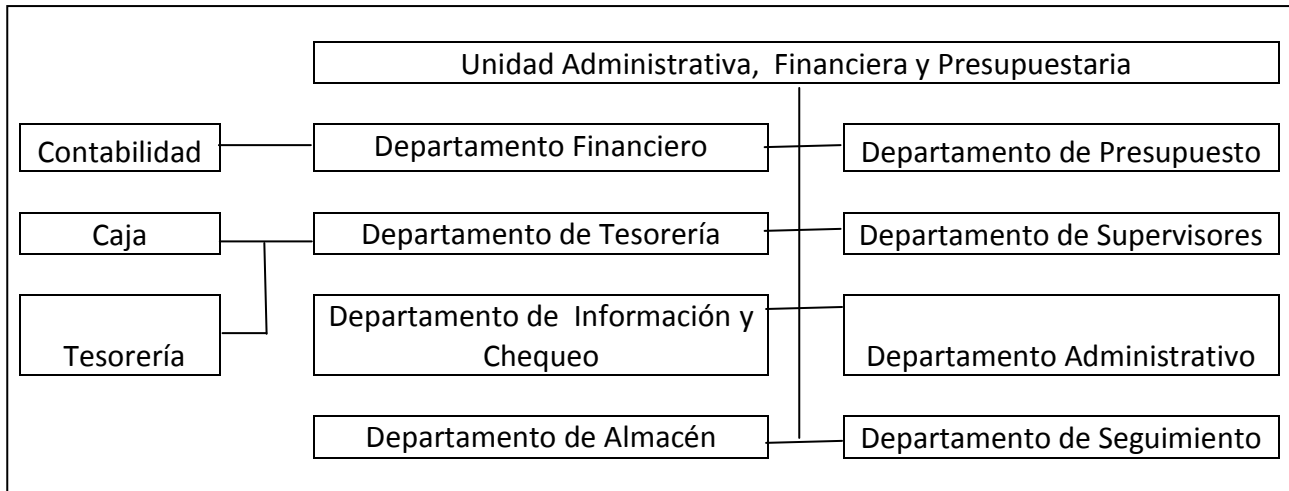 Unidad Administrativa,  Financiera y Presupuestaria
Contabilidad
Departamento Financiero
Departamento de Presupuesto
Caja
Departamento de Tesorería
Departamento de Supervisores
Tesorería
Departamento de  Información y
Chequeo
Departamento Administrativo
Departamento de Almacén
Departamento de Seguimiento